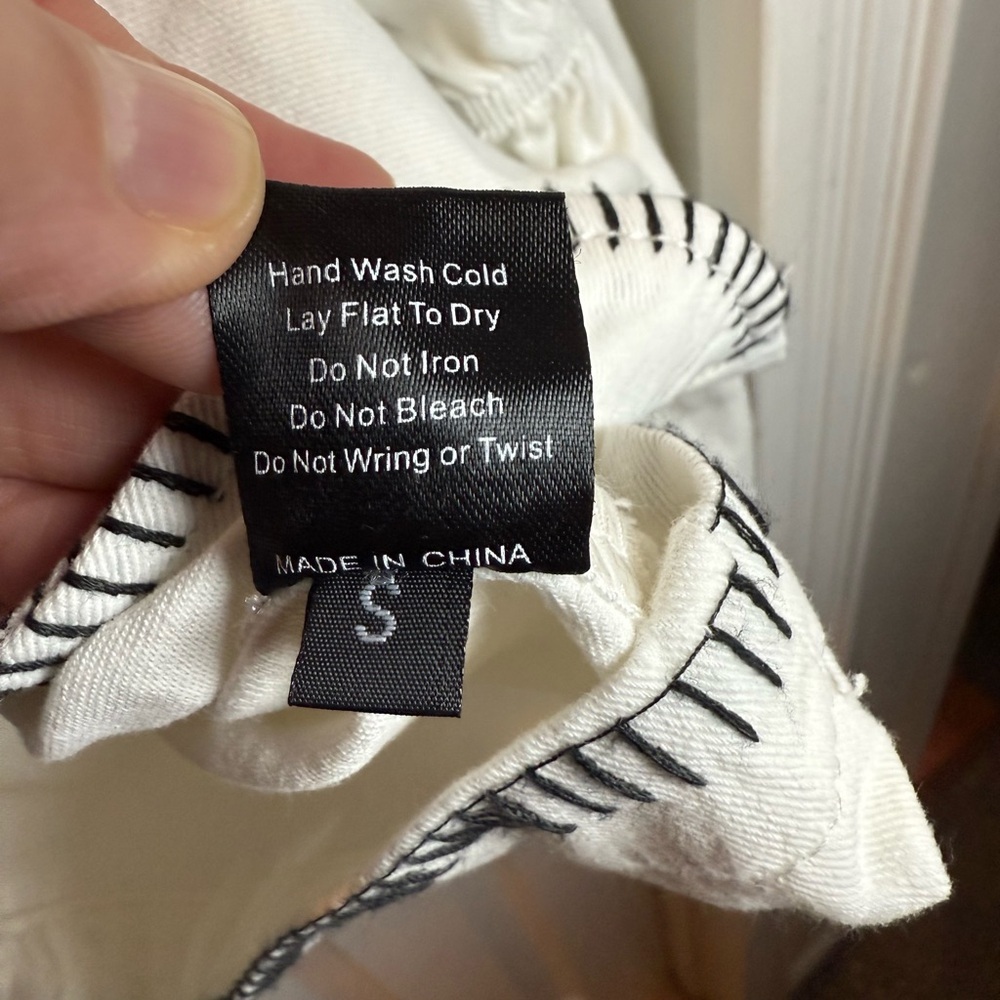 Hand Wash Cold
Lay Flat To Dry
Do Not Iron
Do Not Bleach
Do Not Wring or Twist
MADE IN CHINA
S